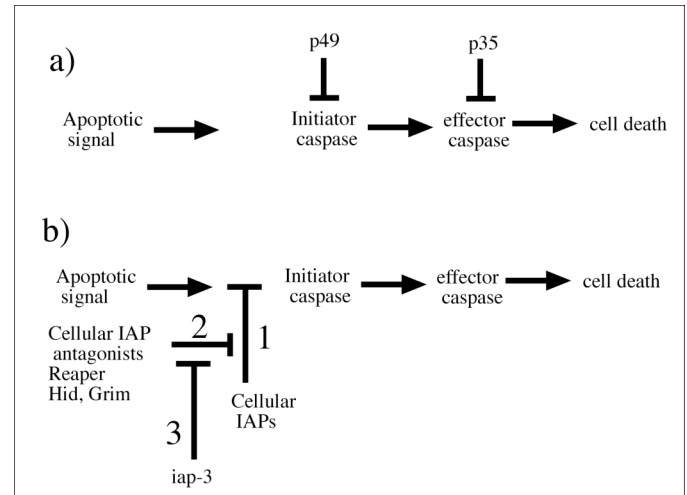 a)
p49
p35
Apoptotic
signal
Initiator
caspase
effector
caspase
cell death
b)
Apoptotic
signal
Initiator
caspase
effector
caspase
cell death
Cellular IAP
antagonists
Reaper
Hid, Grim
2
1
Cellular
IAPs
3
iap-3